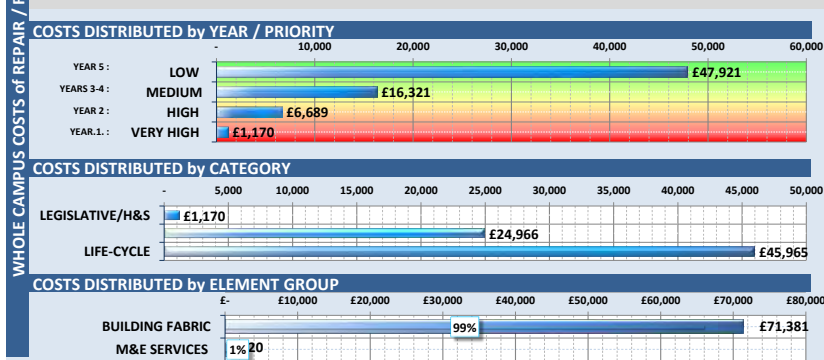 WHOLE CAMPUS COSTS of REPAIR /
COSTS DISTRIBUTED by YEAR / PRIORITY
- 10,000 20,000 30,000 40,000 50,000 60,000
YEAR 5 : LOW £47,921
YEARS 3-4 : MEDIUM £16,321
YEAR 2 : HIGH £6,689
YEAR.1. : VERY HIGH £1,170
COSTS DISTRIBUTED by CATEGORY
- 5,000 10,000 15,000 20,000 25,000 30,000 35,000 40,000 45,000 50,000
LEGISLATIVE/H&S £1,170
£24,966
LIFE-CYCLE £45,965
COSTS DISTRIBUTED by ELEMENT GROUP
£- £10,000 £20,000 £30,000 £40,000 £50,000 £60,000 £70,000 £80,000
BUILDING FABRIC 99% £71,381
M&E SERVICES 1% 20